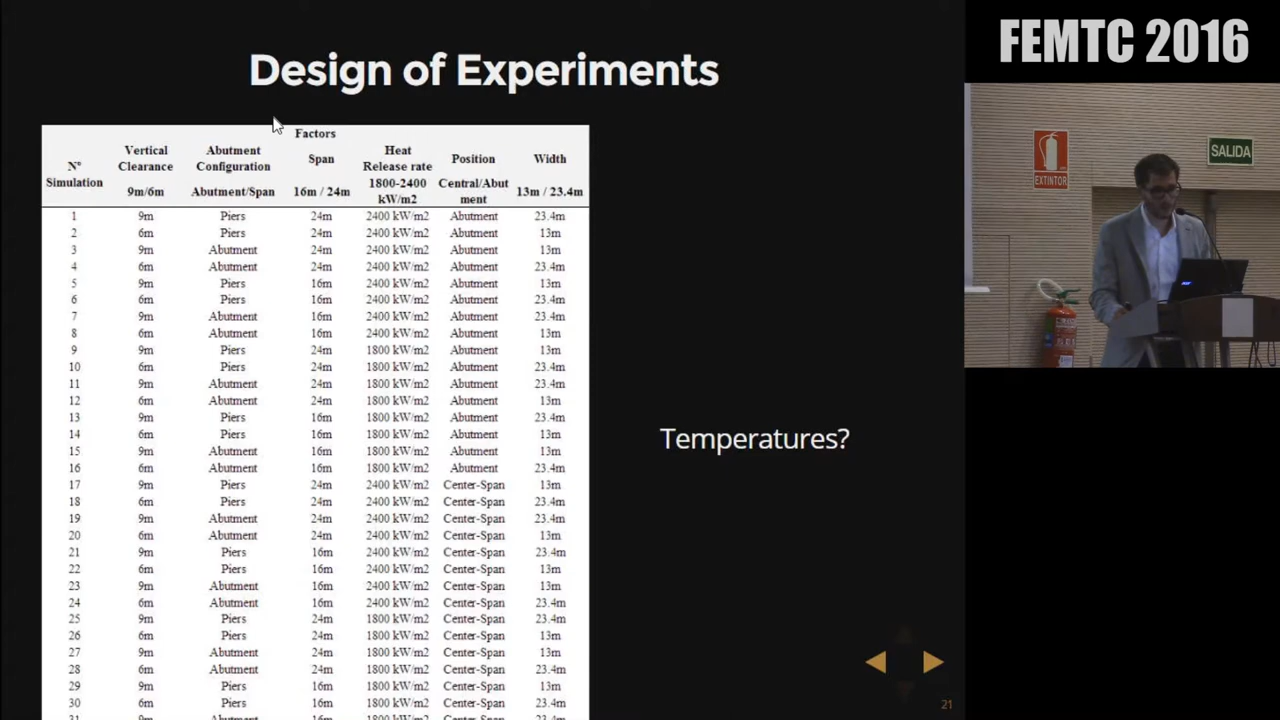 Design of Experiments
FEMTC 2016
Factors
N° Simulation Vertical Clearance 9m/6m Abutment Configuration Abutment/Span Span 16m / 24m Heat Release rate 1800-2400 kW/m2 Position Central/Abut ment Width 13m / 23.4m
1 9m Piers 24m 2400 kW/m2 Abutment 23.4m
2 6m Piers 24m 2400 kW/m2 Abutment 13m
3 9m Abutment 24m 2400 kW/m2 Abutment 13m
4 6m Abutment 24m 2400 kW/m2 Abutment 23.4m
5 9m Piers 16m 2400 kW/m2 Abutment 13m
6 6m Piers 16m 2400 kW/m2 Abutment 23.4m
7 9m Abutment 16m 2400 kW/m2 Abutment 23.4m
8 6m Abutment 16m 2400 kW/m2 Abutment 13m
9 9m Piers 24m 1800 kW/m2 Abutment 13m
10 6m Piers 24m 1800 kW/m2 Abutment 23.4m
11 9m Abutment 24m 1800 kW/m2 Abutment 23.4m
12 6m Abutment 24m 1800 kW/m2 Abutment 13m
13 9m Piers 16m 1800 kW/m2 Abutment 23.4m
14 6m Piers 16m 1800 kW/m2 Abutment 13m
15 9m Abutment 16m 1800 kW/m2 Abutment 13m
16 6m Abutment 16m 1800 kW/m2 Abutment 23.4m
17 9m Piers 24m 2400 kW/m2 Center-Span 13m
18 6m Piers 24m 2400 kW/m2 Center-Span 23.4m
19 9m Abutment 24m 2400 kW/m2 Center-Span 23.4m
20 6m Abutment 24m 2400 kW/m2 Center-Span 13m
21 9m Piers 16m 2400 kW/m2 Center-Span 23.4m
22 6m Piers 16m 2400 kW/m2 Center-Span 13m
23 9m Abutment 16m 2400 kW/m2 Center-Span 13m
24 6m Abutment 16m 2400 kW/m2 Center-Span 23.4m
25 9m Piers 24m 1800 kW/m2 Center-Span 23.4m
26 6m Piers 24m 1800 kW/m2 Center-Span 13m
27 9m Abutment 24m 1800 kW/m2 Center-Span 13m
28 6m Abutment 24m 1800 kW/m2 Center-Span 23.4m
29 9m Piers 16m 1800 kW/m2 Center-Span 13m
30 6m Piers 16m 1800 kW/m2 Center-Span 23.4m
Temperatures?
21
EXTINTOR
SALIDA